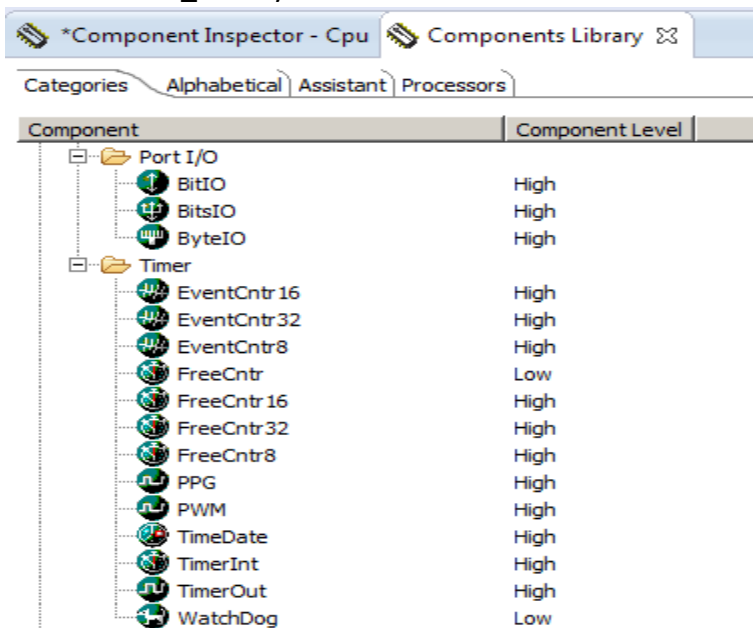 *Component Inspector - Cpu Components Library
Categories Alphabetical Assistant Processors
Component Component Level
Port I/O
BitIO High
BitsIO High
ByteIO High
Timer
EventCntr16 High
EventCntr32 High
EventCntr8 High
FreeCntr Low
FreeCntr16 High
FreeCntr32 High
FreeCntr8 High
PPG High
PWM High
TimeDate High
TimerInt High
TimerOut High
WatchDog Low